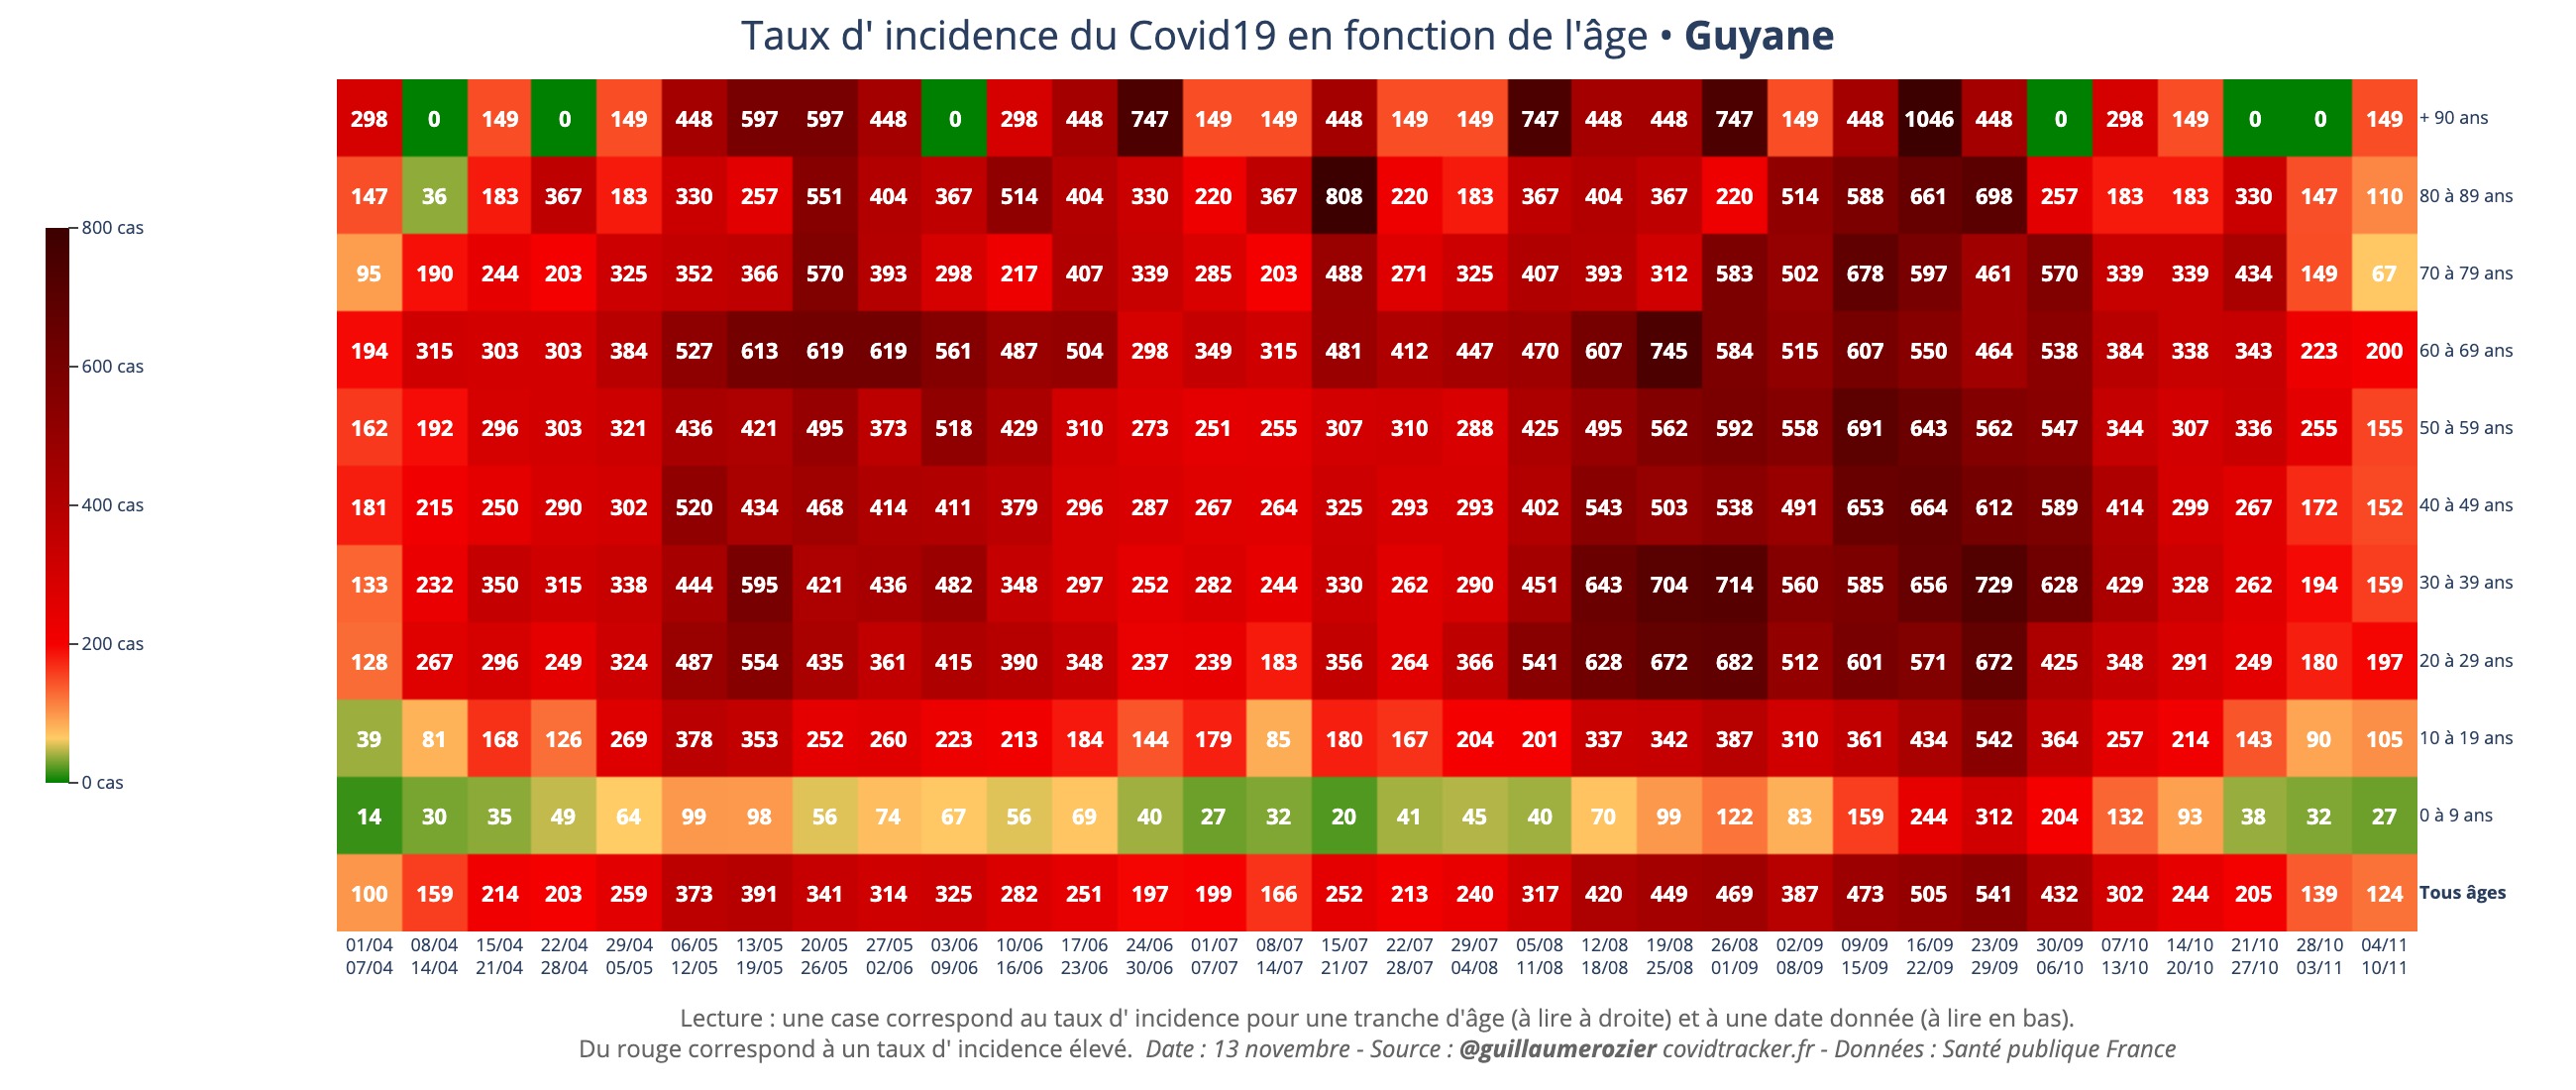 Taux d' incidence du Covid19 en fonction de l'âge • Guyane
298 0 149 0 149 448 597 597 448 0 298 448 747 149 149 448 149 149 747 448 448 747 149 448 1046 448 0 298 149 0 0 149 + 90 ans
147 36 183 367 183 330 257 551 404 367 514 404 330 220 367 808 220 183 367 404 367 220 514 588 661 698 257 183 183 330 147 110 80 à 89 ans
800 cas
95 190 244 203 325 352 366 570 393 298 217 407 339 285 203 488 271 325 407 393 312 583 502 678 597 461 570 339 339 434 149 67 70 à 79 ans
194 315 303 303 384 527 613 619 619 561 487 504 298 349 315 481 412 447 470 607 745 584 515 607 550 464 538 384 338 343 223 200 60 à 69 ans
600 cas
162 192 296 303 321 436 421 495 373 518 429 310 273 251 255 307 310 288 425 495 562 592 558 691 643 562 547 344 307 336 255 155 50 à 59 ans
400 cas
181 215 250 290 302 520 434 468 414 411 379 296 287 267 264 325 293 293 402 543 503 538 491 653 664 612 589 414 299 267 172 152 40 à 49 ans
133 232 350 315 338 444 595 421 436 482 348 297 252 282 244 330 262 290 451 643 704 714 560 585 656 729 628 429 328 262 194 159 30 à 39 ans
200 cas
128 267 296 249 324 487 554 435 361 415 390 348 237 239 183 356 264 366 541 628 672 682 512 601 571 672 425 348 291 249 180 197 20 à 29 ans
39 81 168 126 269 378 353 252 260 223 213 184 144 179 85 180 167 204 201 337 342 387 310 361 434 542 364 257 214 143 90 105 10 à 19 ans
0 cas
14 30 35 49 64 99 98 56 74 67 56 69 40 27 32 20 41 45 40 70 99 122 83 159 244 312 204 132 93 38 32 27 0 à 9 ans
100 159 214 203 259 373 391 341 314 325 282 251 197 199 166 252 213 240 317 420 449 469 387 473 505 541 432 302 244 205 139 124 Tous âges
01/04 08/04 15/04 22/04 29/04 06/05 13/05 20/05 27/05 03/06 10/06 17/06 24/06 01/07 08/07 15/07 22/07 29/07 05/08 12/08 19/08 26/08 02/09 09/09 16/09 23/09 30/09 07/10 14/10 21/10 28/10 04/11
07/04 14/04 21/04 28/04 05/05 12/05 19/05 26/05 02/06 09/06 16/06 23/06 30/06 07/07 14/07 21/07 28/07 04/08 11/08 18/08 25/08 01/09 08/09 15/09 22/09 29/09 06/10 13/10 20/10 27/10 03/11 10/11
Lecture : une case correspond au taux d' incidence pour une tranche d'âge (à lire à droite) et à une date donnée (à lire en bas).
Du rouge correspond à un taux d' incidence élevé. Date : 13 novembre - Source : @guillaumerozier covidtracker.fr - Données : Santé publique France